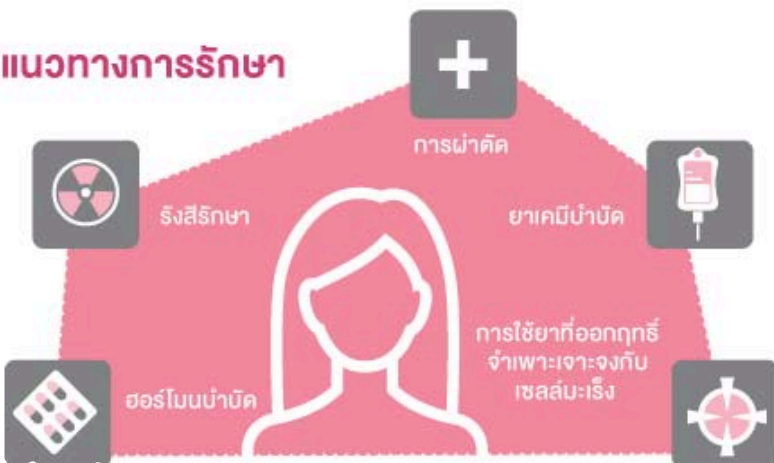 แนวทางการรักษา
การผ่าตัด
รังสีรักษา
ยาเคมีบำบัด
การใช้ยาที่ออกฤทธิ์
จำเพาะเจาะจงกับ
เซลล์มะเร็ง
ฮอร์โมนบำบัด